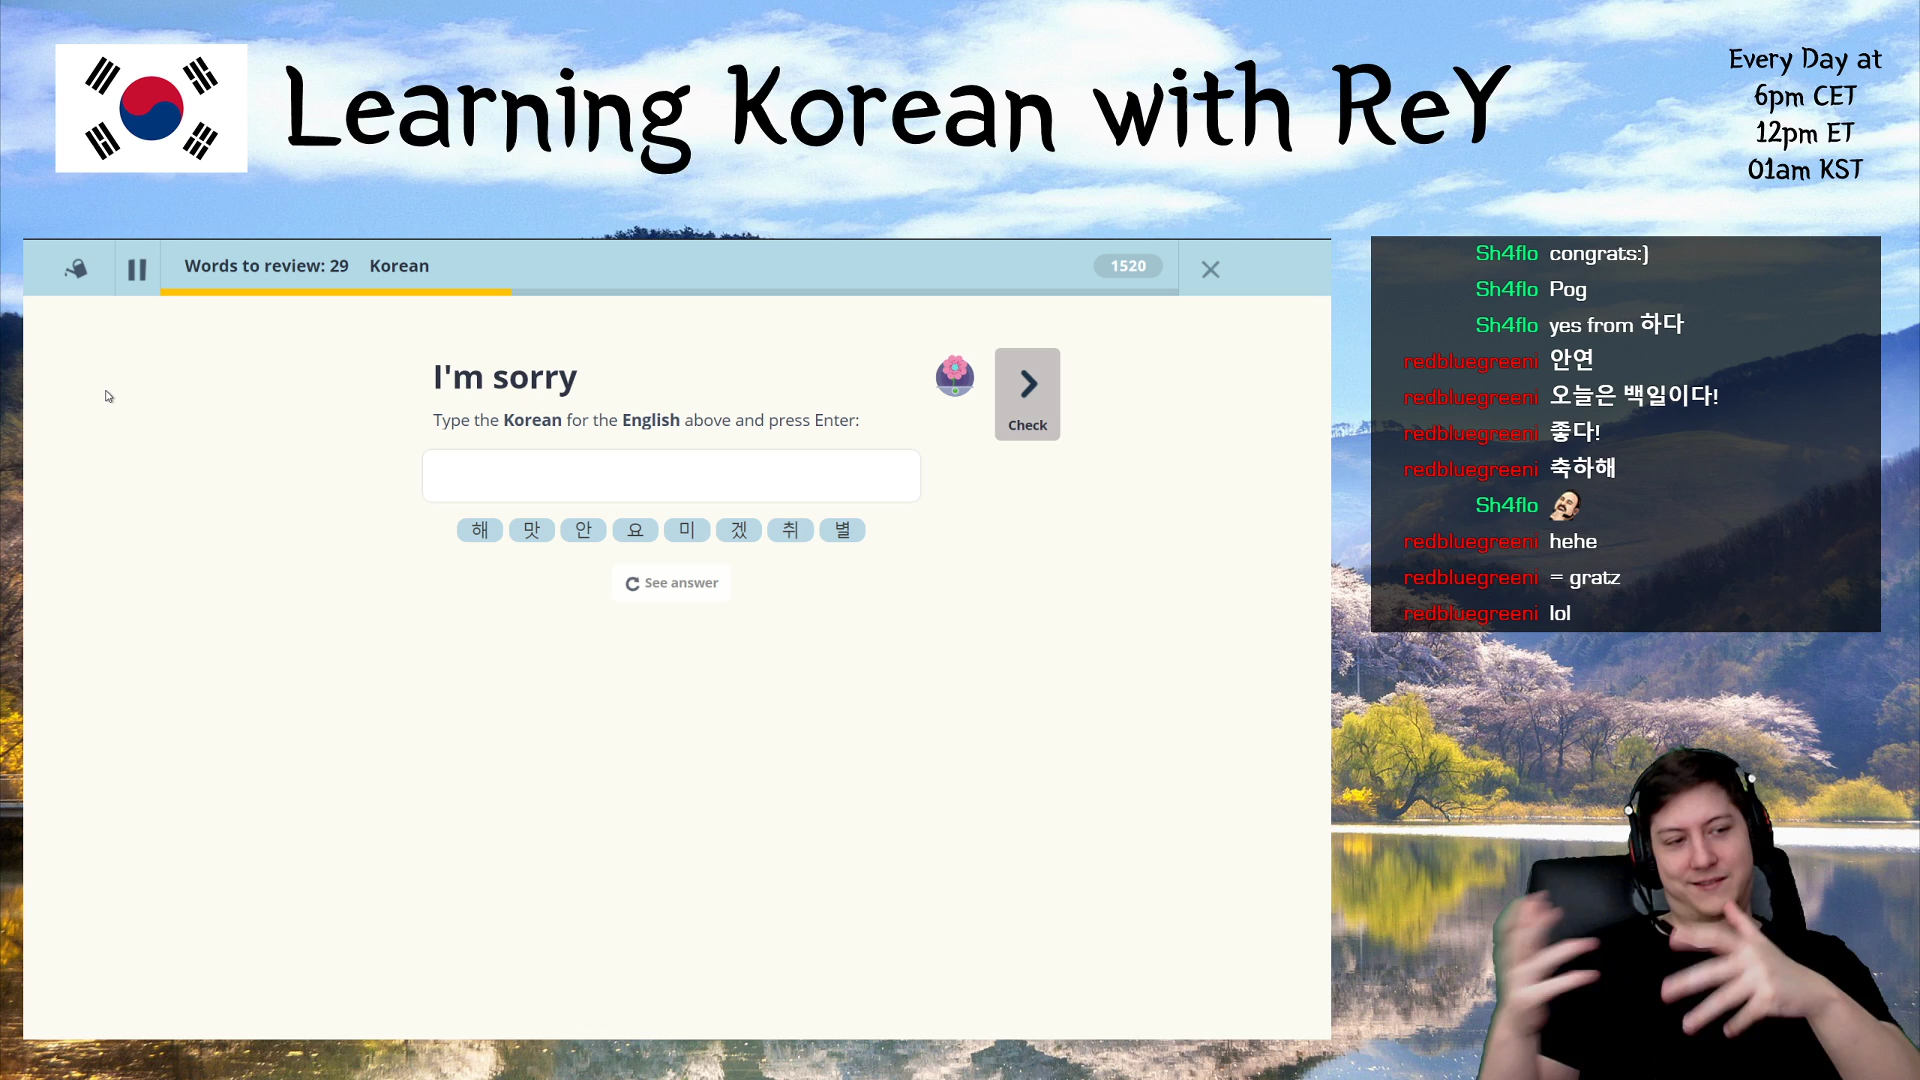 Learning Korean with ReY
Every Day at
6pm CET
12pm ET
01am KST
Words to review: 29 Korean
1520
I'm sorry
Type the Korean for the English above and press Enter:
Check
해 맛 안 요 미 겠 취 별
See answer
Sh4flo congrats:)
Sh4flo Pog
Sh4flo yes from 하다
redbluegreeni 안연
redbluegreeni 오늘은 백일이다!
redbluegreeni 좋다!
redbluegreeni 축하해
Sh4flo
redbluegreeni hehe
redbluegreeni = gratz
redbluegreeni lol